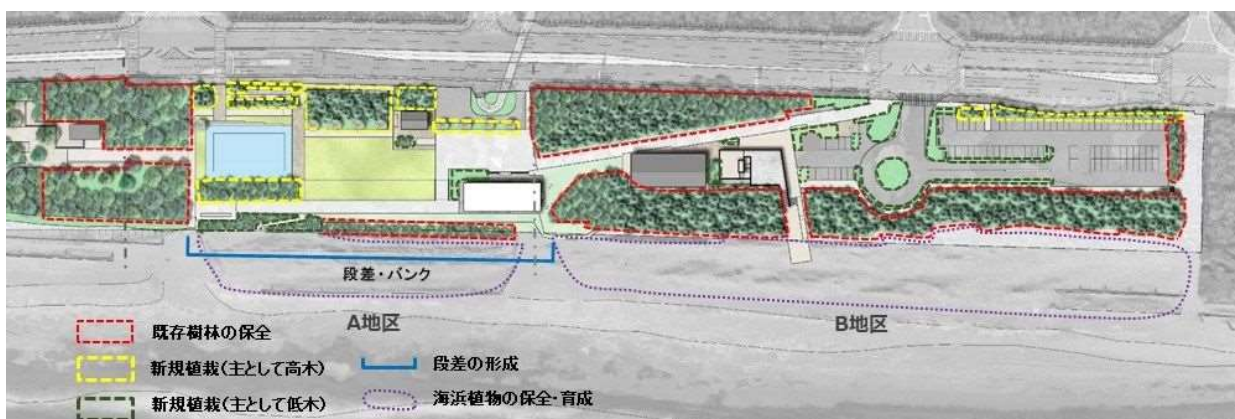 段差・バンク
A地区
B地区
既存樹林の保全
新規植栽(主として高木)
新規植栽(主として低木)
段差の形成
海浜植物の保全・育成